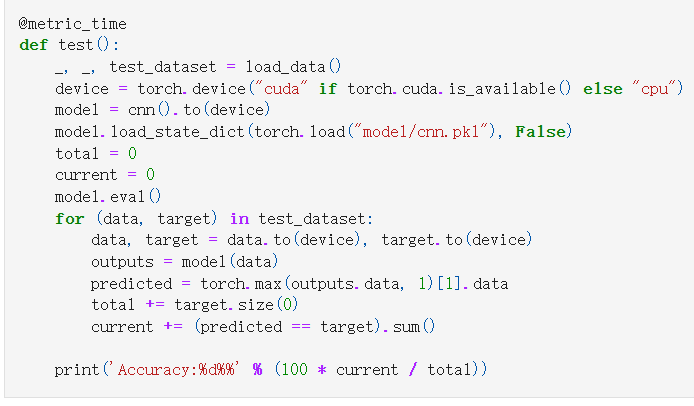 @metric_time
def test():
    _, _, test_dataset = load_data()
    device = torch.device("cuda" if torch.cuda.is_available() else "cpu")
    model = cnn().to(device)
    model.load_state_dict(torch.load("model/cnn.pkl"), False)
    total = 0
    current = 0
    model.eval()
    for (data, target) in test_dataset:
        data, target = data.to(device), target.to(device)
        outputs = model(data)
        predicted = torch.max(outputs.data, 1)[1].data
        total += target.size(0)
        current += (predicted == target).sum()
    print('Accuracy:%d%%' % (100 * current / total))